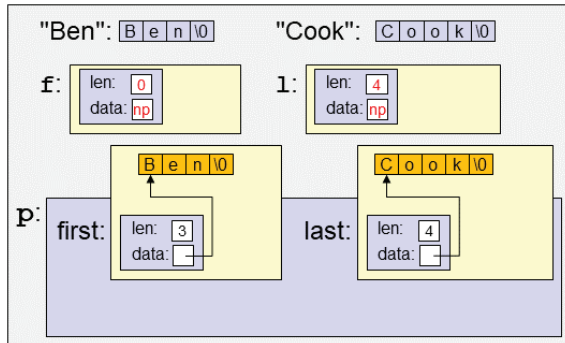 "Ben": B e n \0 "Cook": C o o k \0
f: len: 0 l: len: 4
data: np data: np
B e n \0 C o o k \0
p: first: len: 3 last: len: 4
data: data: